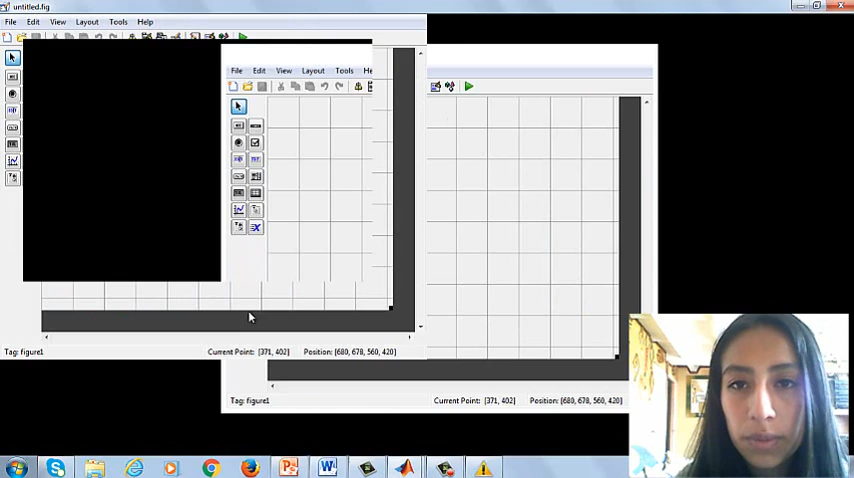 untitled.fig
File Edit View Layout Tools Help
File Edit View Layout Tools He
Tag: figure1 Current Point: [371, 402] Position: [680, 678, 560, 420]
Tag: figure1 Current Point: [371, 402] Position: [680, 678, 560, 420]